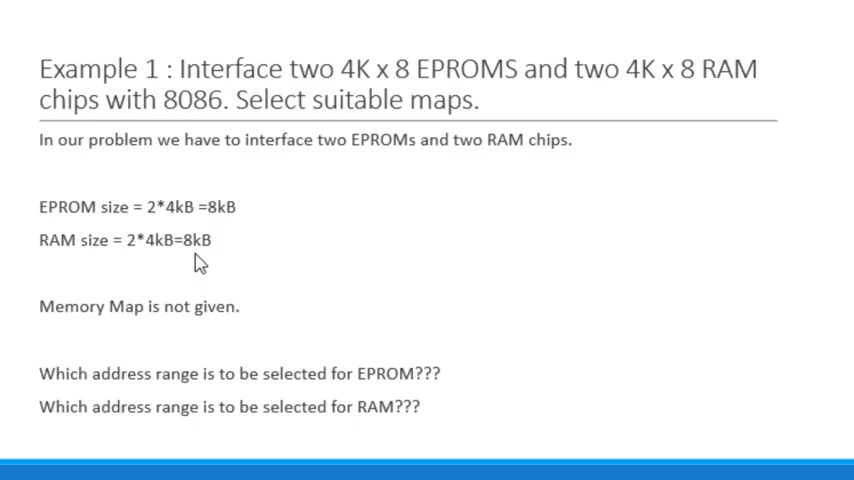 Example 1 : Interface two 4K x 8 EPROMS and two 4K x 8 RAM
chips with 8086. Select suitable maps.
In our problem we have to interface two EPROMs and two RAM chips.
EPROM size = 2*4kB =8kB
RAM size = 2*4kB=8kB
Memory Map is not given.
Which address range is to be selected for EPROM???
Which address range is to be selected for RAM???